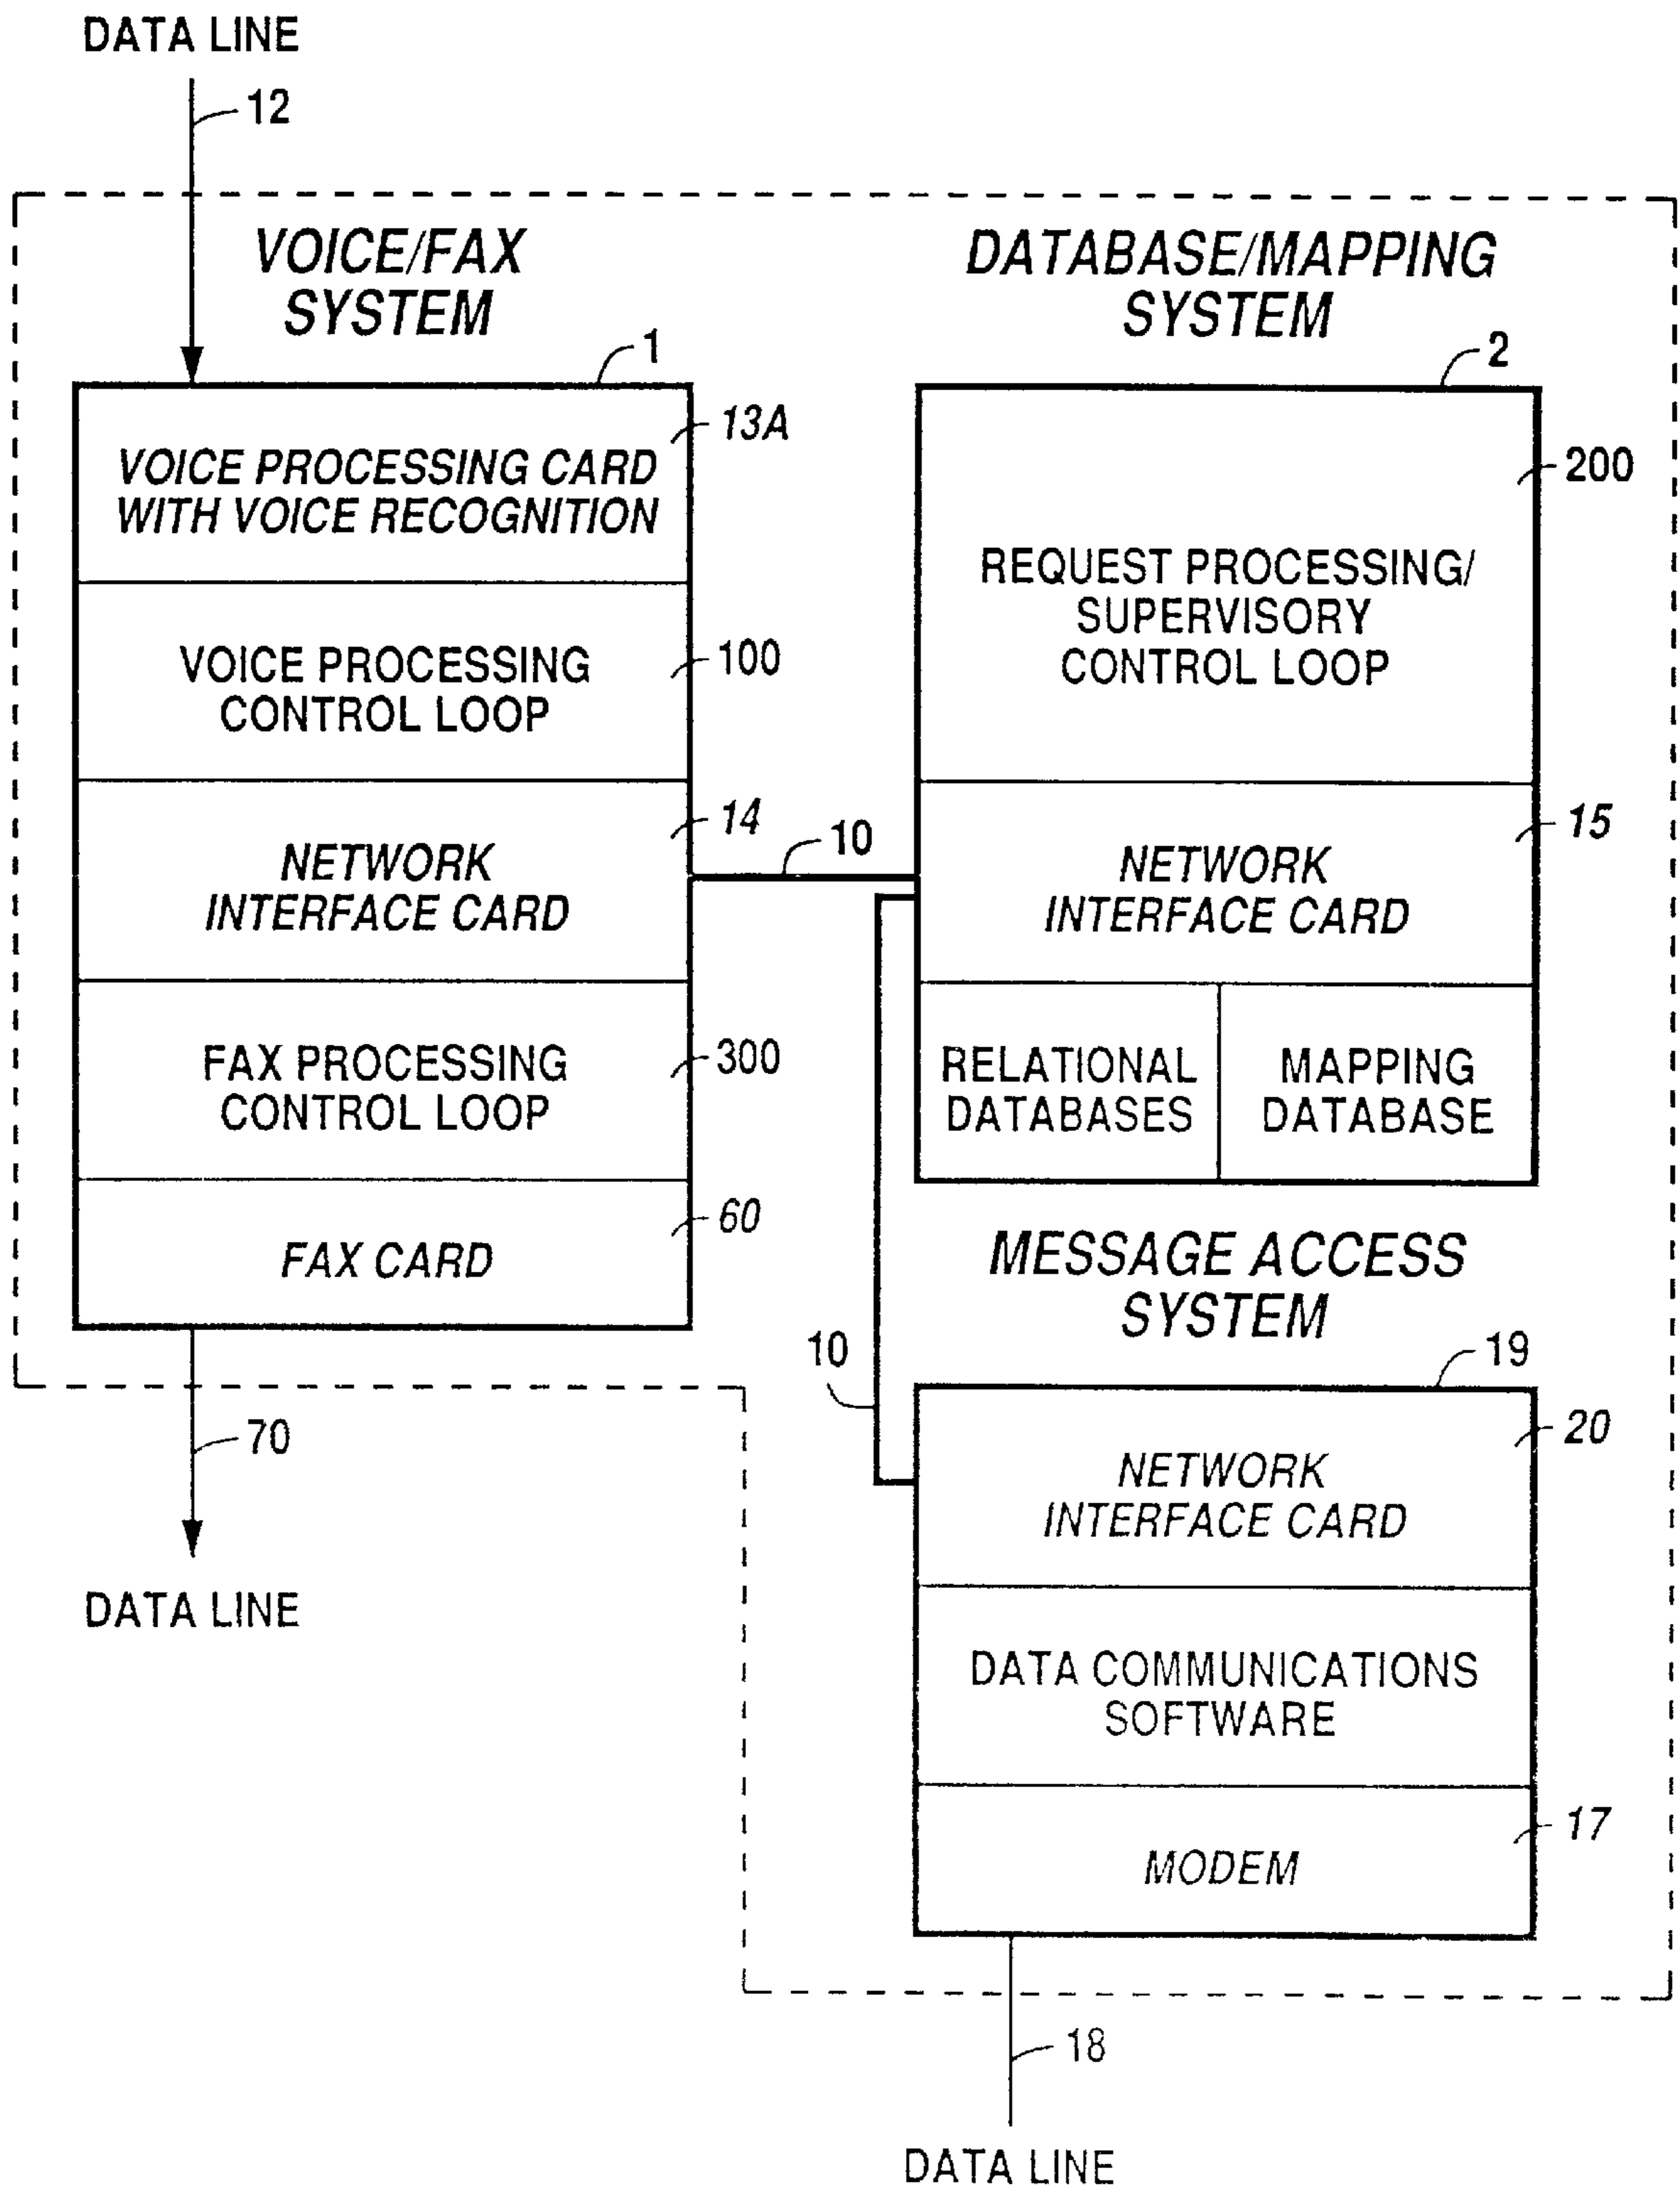 DATA LINE
12
VOICE/FAX
SYSTEM
1
13A
VOICE PROCESSING CARD
WITH VOICE RECOGNITION
100
VOICE PROCESSING
CONTROL LOOP
14
NETWORK
INTERFACE CARD
10
300
FAX PROCESSING
CONTROL LOOP
60
FAX CARD
70
DATA LINE
DATABASE/MAPPING
SYSTEM
2
200
REQUEST PROCESSING/
SUPERVISORY
CONTROL LOOP
15
NETWORK
INTERFACE CARD
RELATIONAL
DATABASES
MAPPING
DATABASE
MESSAGE ACCESS
SYSTEM
10
19
20
NETWORK
INTERFACE CARD
DATA COMMUNICATIONS
SOFTWARE
17
MODEM
18
DATA LINE